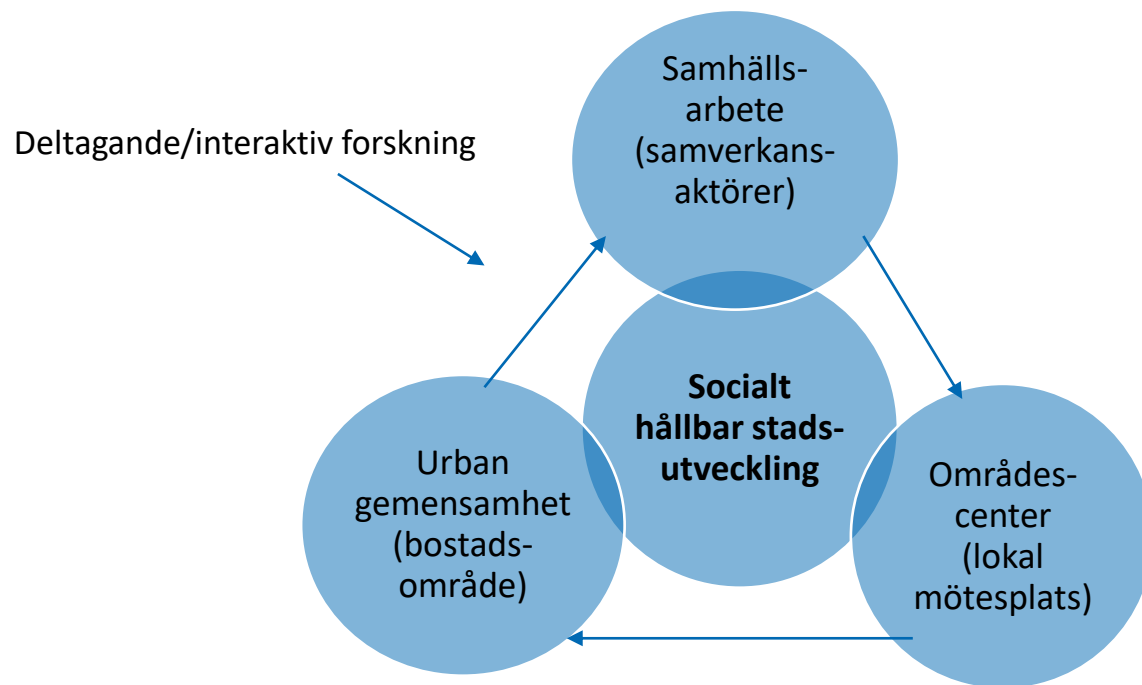 Samhälls-
arbete
(samverkans-
aktörer)
Deltagande/interaktiv forskning
Socialt
hållbar stads-
utveckling
Urban
gemensamhet
(bostads-
område)
Områdes-
center
(lokal
mötesplats)